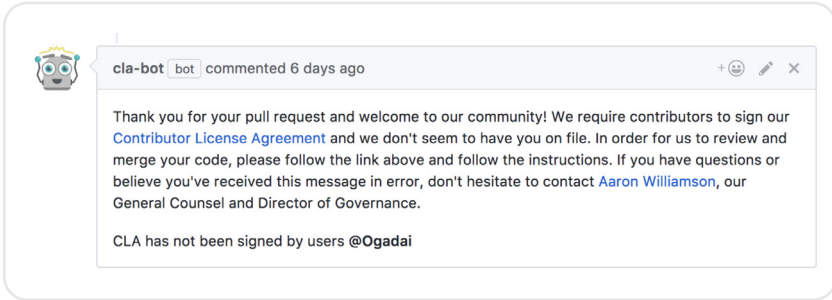 cla-bot bot commented 6 days ago
Thank you for your pull request and welcome to our community! We require contributors to sign our
Contributor License Agreement and we don't seem to have you on file. In order for us to review and
merge your code, please follow the link above and follow the instructions. If you have questions or
believe you've received this message in error, don't hesitate to contact Aaron Williamson, our
General Counsel and Director of Governance.
CLA has not been signed by users @Ogadai